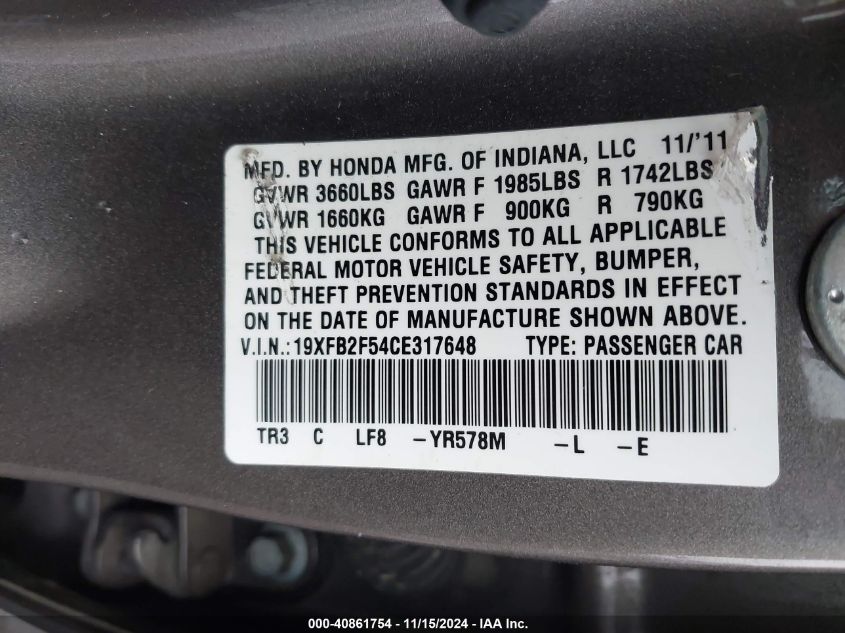 MFD. BY HONDA MFG. OF INDIANA, LLC 11/'11
GVWR 3660LBS GAWR F 1985LBS R 1742LBS
GVWR 1660KG GAWR F 900KG R 790KG
THIS VEHICLE CONFORMS TO ALL APPLICABLE
FEDERAL MOTOR VEHICLE SAFETY, BUMPER,
AND THEFT PREVENTION STANDARDS IN EFFECT
ON THE DATE OF MANUFACTURE SHOWN ABOVE.
V.I.N.:19XFB2F54CE317648 TYPE: PASSENGER CAR
TR3 C LF8 -YR578M -L -E
000-40861754 - 11/15/2024 - IAA Inc.